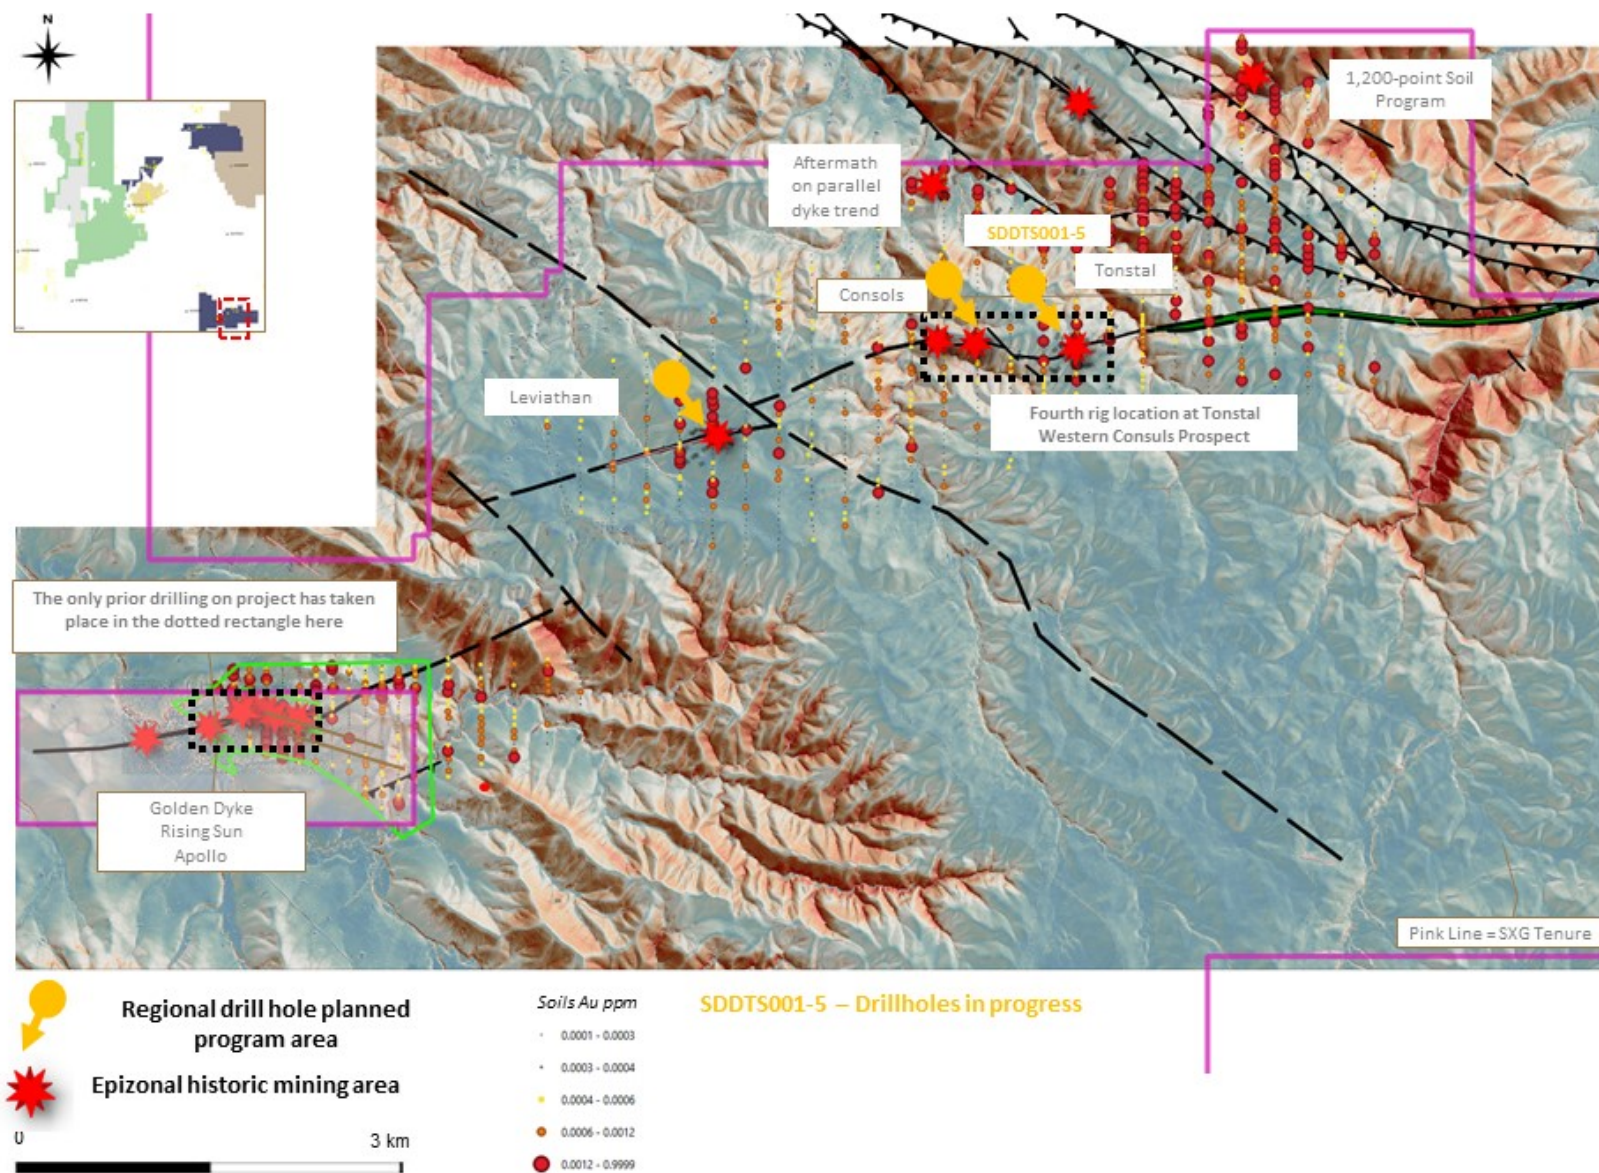 N
1,200-point Soil
Program
Aftermath
on parallel
dyke trend
SDDTS001-5
Tonstal
Consols
Leviathan
Fourth rig location at Tonstal
Western Consuls Prospect
The only prior drilling on project has taken
place in the dotted rectangle here
Golden Dyke
Rising Sun
Apollo
Pink Line = SXG Tenure
Regional drill hole planned
program area
Epizonal historic mining area
0
3 km
Soils Au ppm
0.0001 - 0.0003
0.0003 - 0.0004
0.0004 - 0.0006
0.0006 - 0.0012
0.0012 - 0.9999
SDDTS001-5 – Drillholes in progress